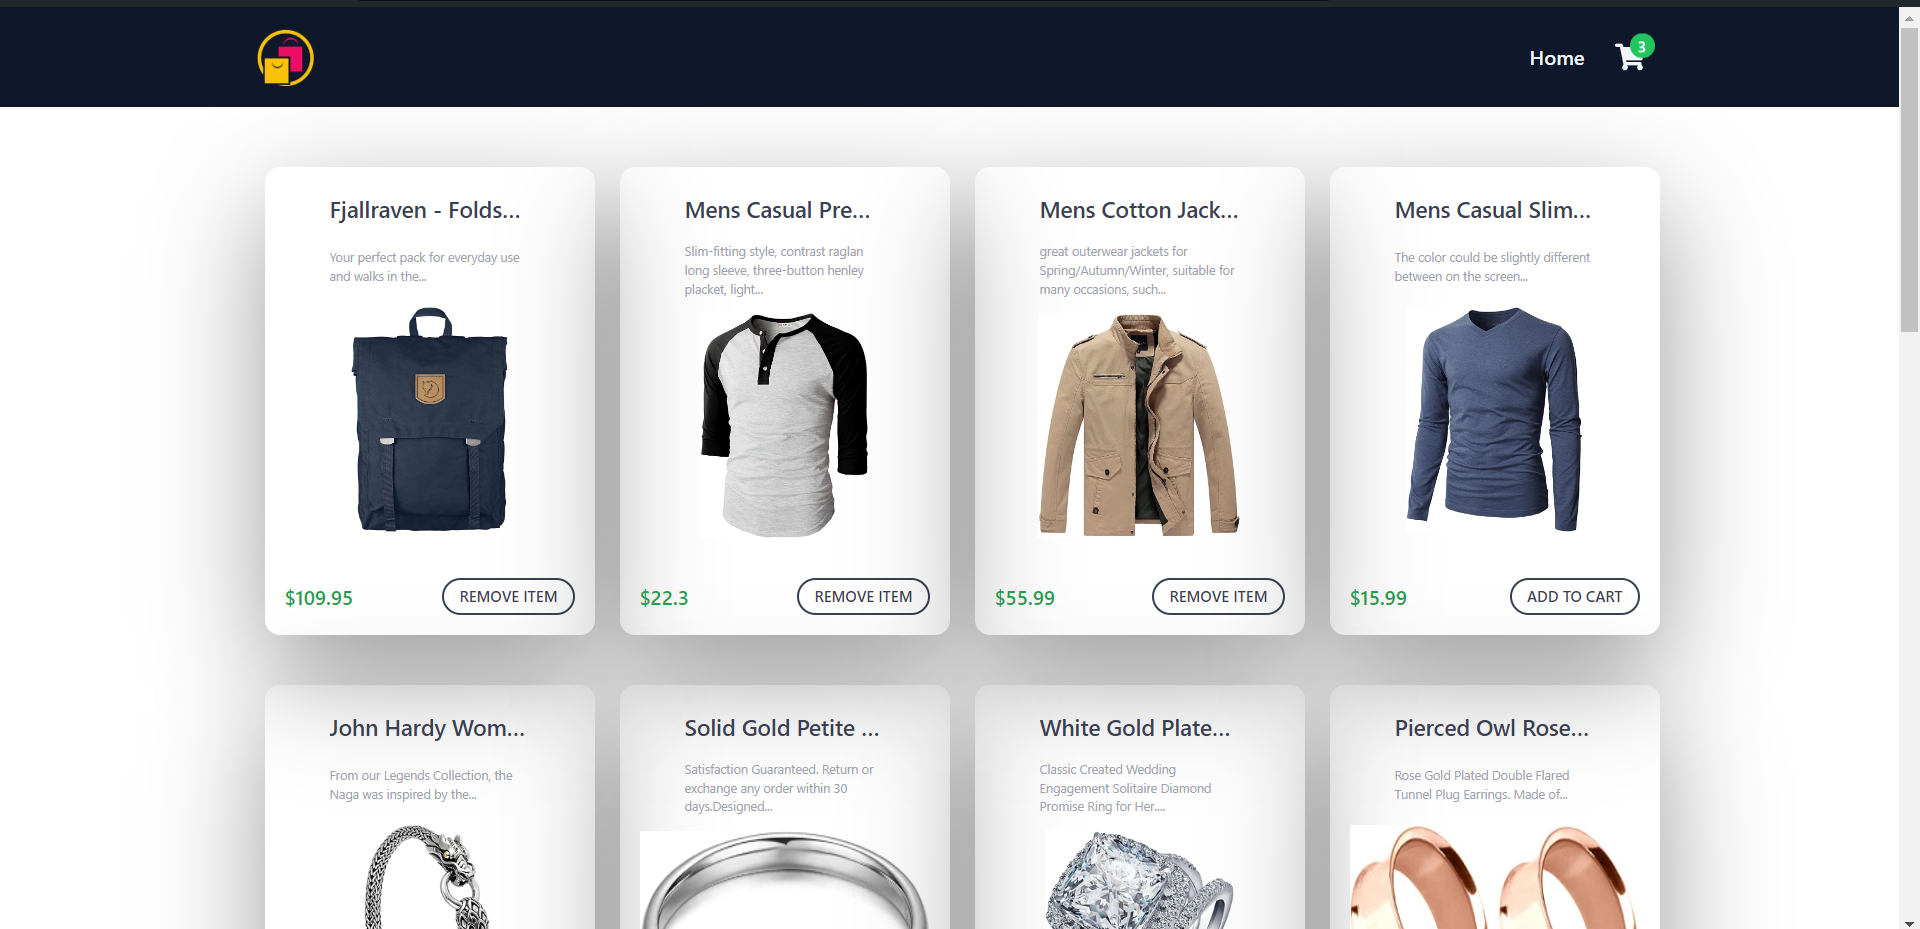 Home
3
Fjallraven - Folds...
Your perfect pack for everyday use
and walks in the...
$109.95
REMOVE ITEM
Mens Casual Pre...
Slim-fitting style, contrast raglan
long sleeve, three-button henley
placket, light...
$22.3
REMOVE ITEM
Mens Cotton Jack...
great outerwear jackets for
Spring/Autumn/Winter, suitable for
many occasions, such...
$55.99
REMOVE ITEM
Mens Casual Slim...
The color could be slightly different
between on the screen...
$15.99
ADD TO CART
John Hardy Wom...
From our Legends Collection, the
Naga was inspired by the...
Solid Gold Petite ...
Satisfaction Guaranteed. Return or
exchange any order within 30
days.Designed...
White Gold Plate...
Classic Created Wedding
Engagement Solitaire Diamond
Promise Ring for Her....
Pierced Owl Rose...
Rose Gold Plated Double Flared
Tunnel Plug Earrings. Made of...